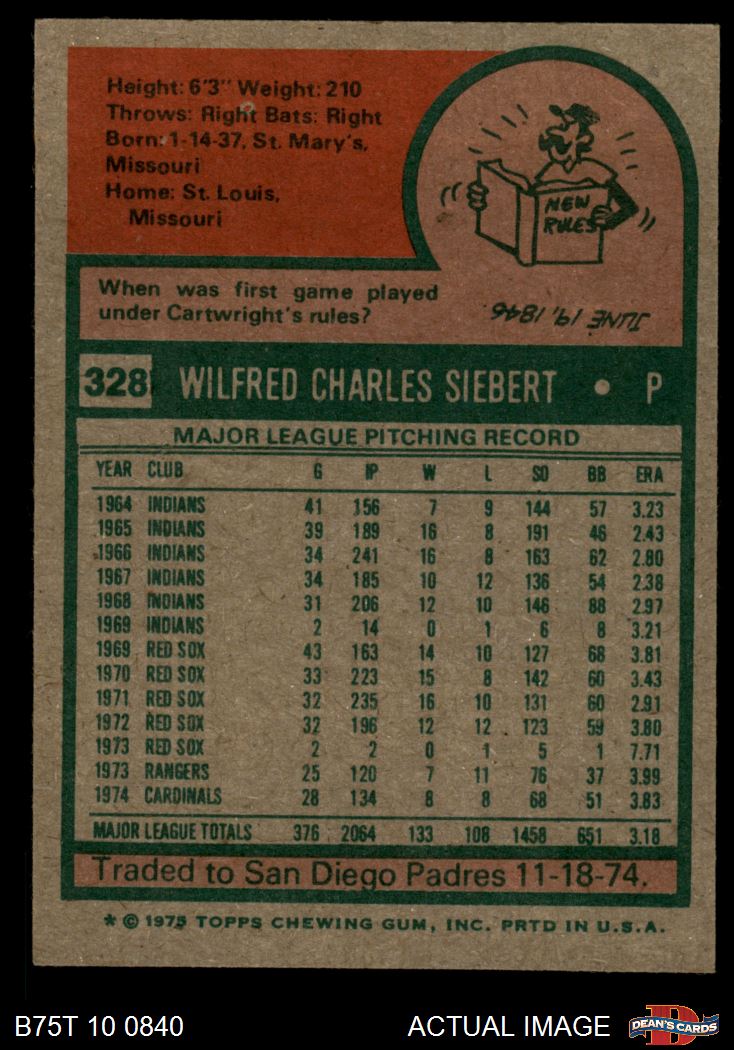 Height: 6'3" Weight: 210
Throws: Right Bats: Right
Born: 1-14-37, St. Mary's,
Missouri
Home: St. Louis,
Missouri
NEW
RULES
When was first game played
under Cartwright's rules?
JUNE 19, 1846
328 WILFRED CHARLES SIEBERT • P
MAJOR LEAGUE PITCHING RECORD
YEAR CLUB G IP W L SO BB ERA
1964 INDIANS 41 156 7 9 144 57 3.23
1965 INDIANS 39 189 16 8 191 46 2.43
1966 INDIANS 34 241 16 8 163 62 2.80
1967 INDIANS 34 185 10 12 136 54 2.38
1968 INDIANS 31 206 12 10 146 88 2.97
1969 INDIANS 2 14 0 1 6 8 3.21
1969 RED SOX 43 163 14 10 127 68 3.81
1970 RED SOX 33 223 15 8 142 60 3.43
1971 RED SOX 32 235 16 10 131 60 2.91
1972 RED SOX 32 196 12 12 123 59 3.80
1973 RED SOX 2 2 0 1 5 1 7.71
1973 RANGERS 25 120 7 11 76 37 3.99
1974 CARDINALS 28 134 8 8 68 51 3.83
MAJOR LEAGUE TOTALS 376 2064 133 108 1458 651 3.18
Traded to San Diego Padres 11-18-74.
* © 1975 TOPPS CHEWING GUM, INC. PRTD IN U.S.A.
B75T 10 0840 ACTUAL IMAGE DEAN'S CARDS